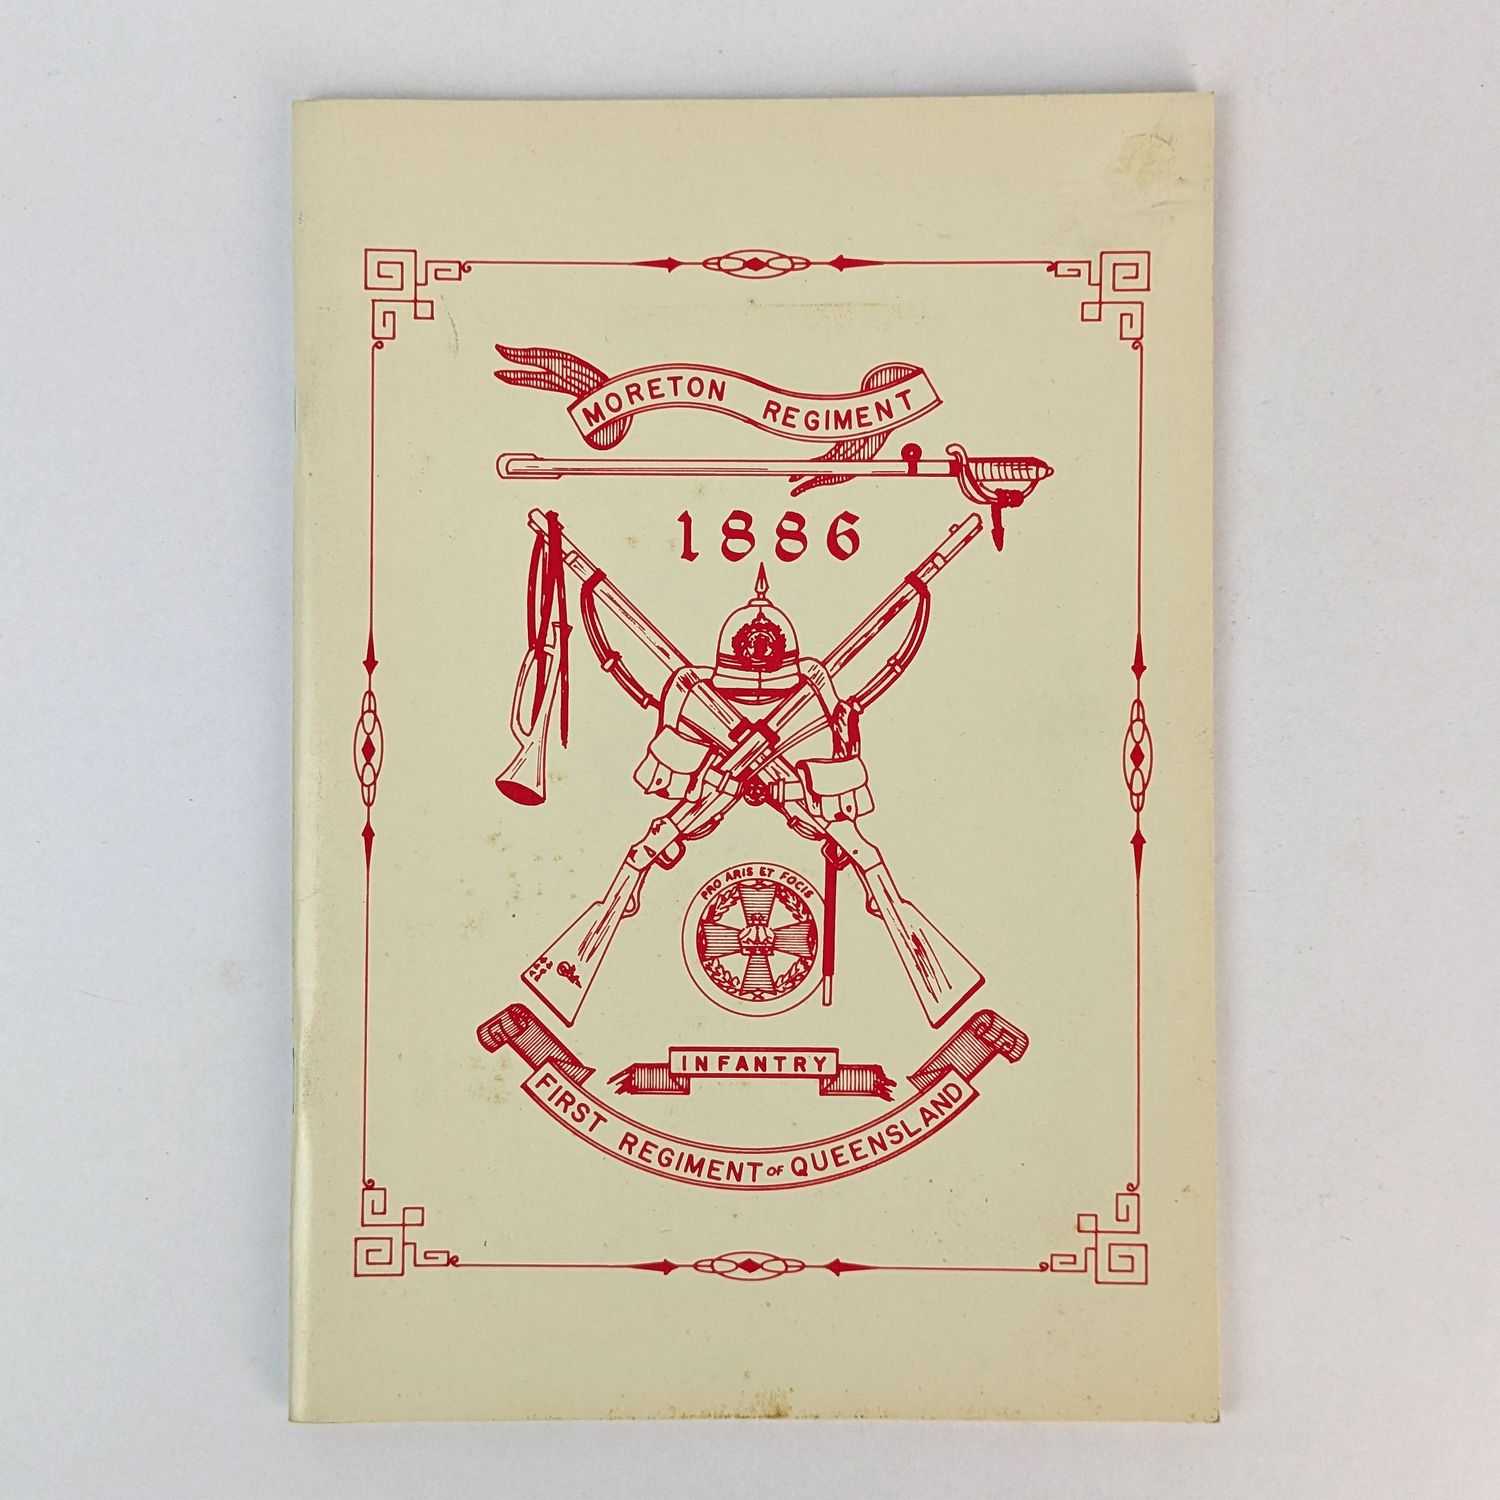 MORETON REGIMENT
1886
PRO ARIS ET FOCIS
INFANTRY
FIRST REGIMENT OF QUEENSLAND